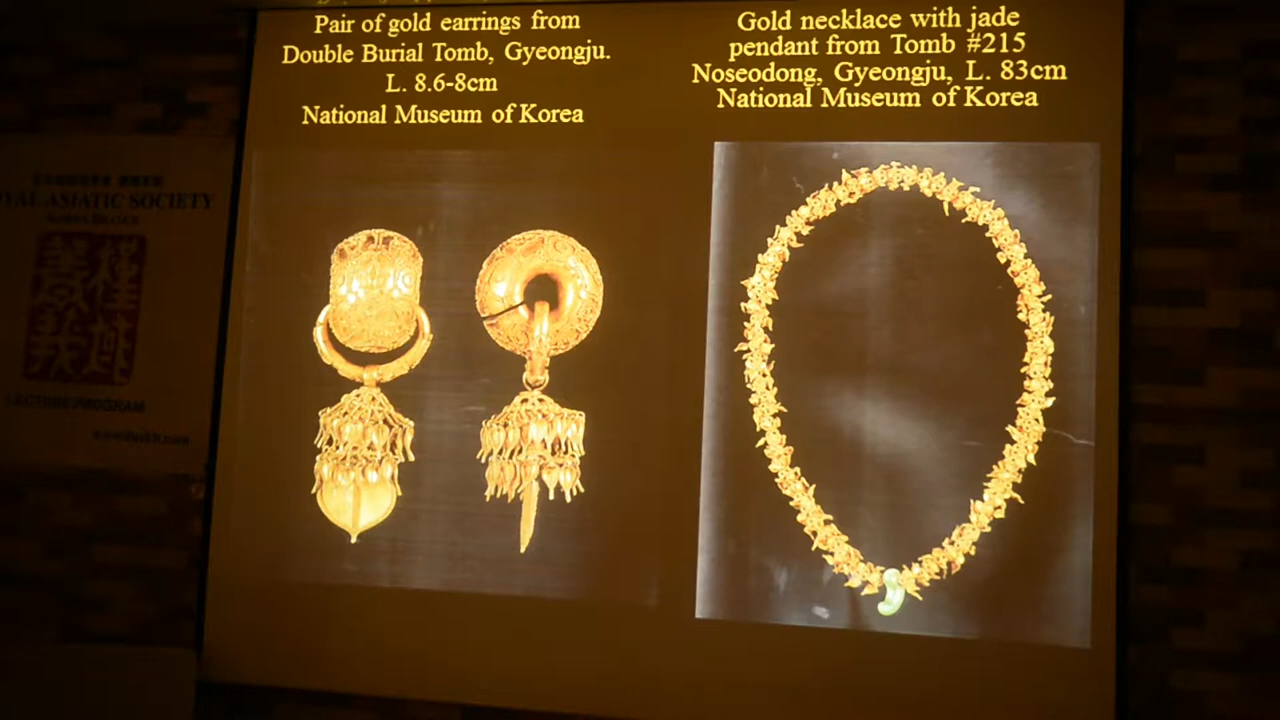 Pair of gold earrings from
Double Burial Tomb, Gyeongju.
L. 8.6-8cm
National Museum of Korea
Gold necklace with jade
pendant from Tomb #215
Noseodong, Gyeongju, L. 83cm
National Museum of Korea
ASIATIC SOCIETY
LECTURE PROGRAM